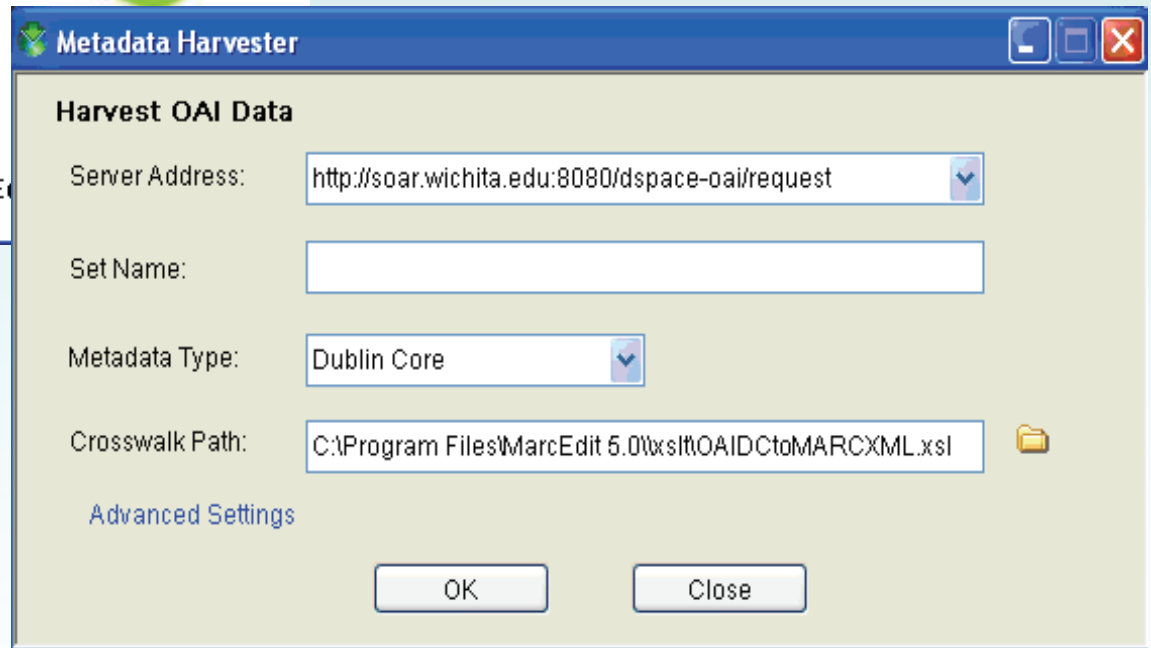 Metadata Harvester
Harvest OAI Data
Server Address: http://soar.wichita.edu:8080/dspace-oai/request
Set Name:
Metadata Type: Dublin Core
Crosswalk Path: C:\Program Files\MarcEdit 5.0\\xslt\OAIDCtoMARCXML.xsl
Advanced Settings
OK Close